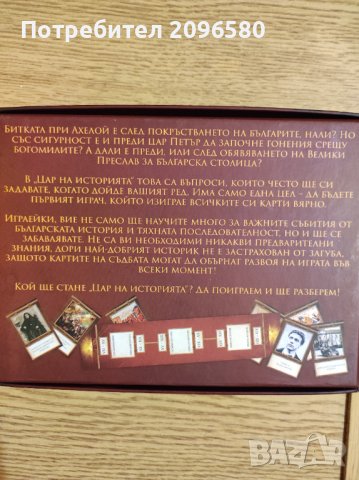 Потребител 2096580
Битката при Ахелой е след покръстването на българите, нали? Но
със сигурност е и преди цар Петър да започне гонения срещу
богомилите? А дали е преди, или след обявяването на Велики
Преслав за българска столица?
В „Цар на историята" това са въпроси, които често ще си
задавате, когато дойде вашият ред. Има само една цел – да бъдете
първият играч, който изиграе всичките си карти вярно.
Играейки, вие не само ще научите много за важните събития от
българската история и тяхната последователност, но и ще се
забавлявате. Не са ви необходими никакви предварителни
знания, дори най-добрият историк не е застрахован от загуба,
защото картите на съдбата могат да обърнат развоя на играта във
всеки момент!
Кой ще стане „Цар на историята"? Да поиграем и ще разберем!
BAZAR